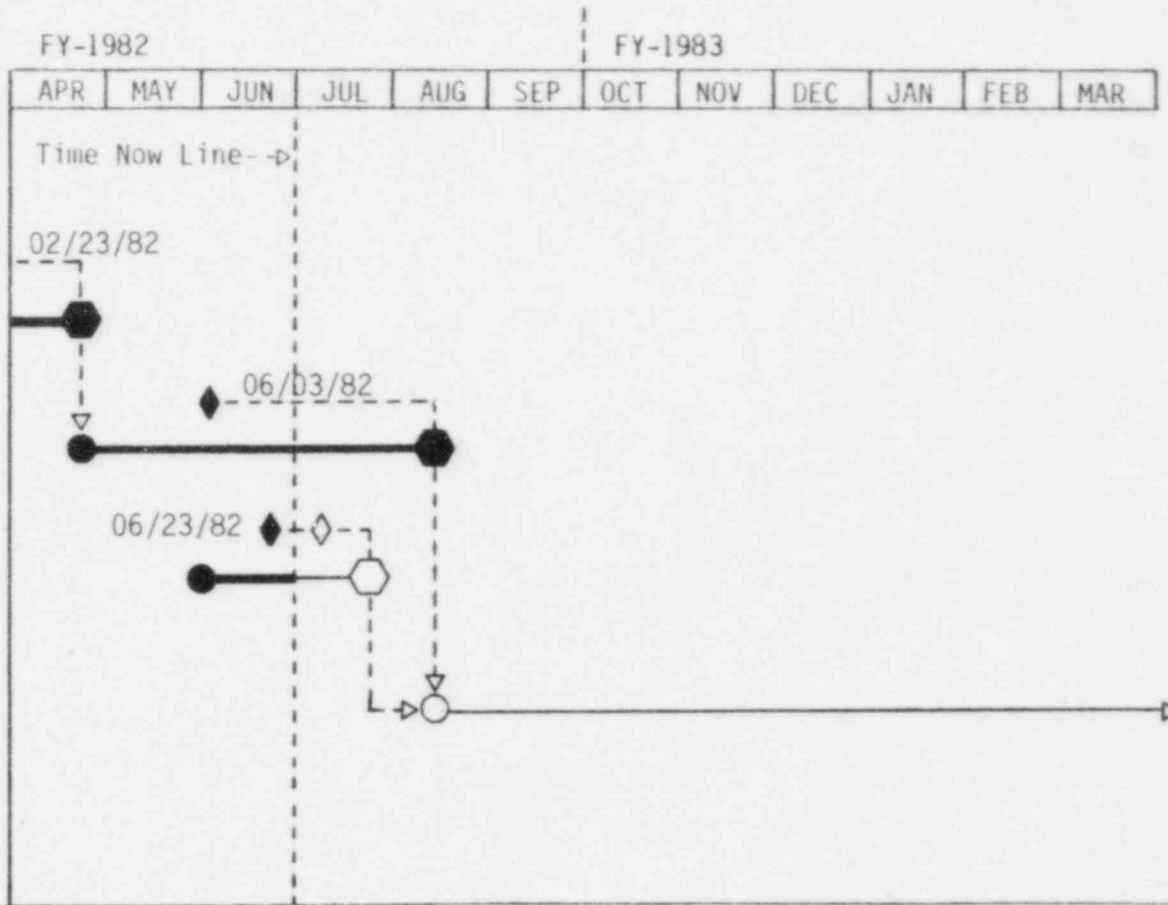 FY-1982 FY-1983
APR MAY JUN JUL AUG SEP OCT NOV DEC JAN FEB MAR
Time Now Line
02/23/82
06/03/82
06/23/82